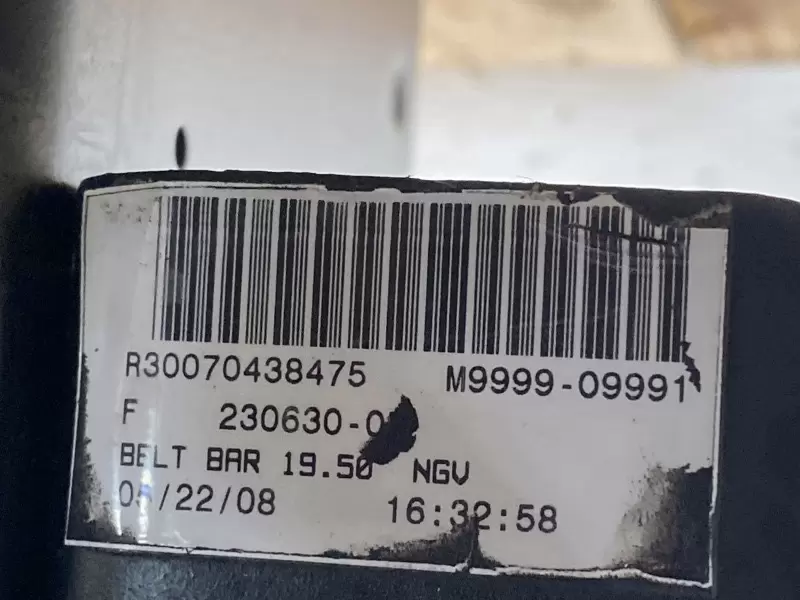 R30070438475 M9999-09991
F 230630-0
BELT BAR 19.50 NGV
/22/08 16:32:58